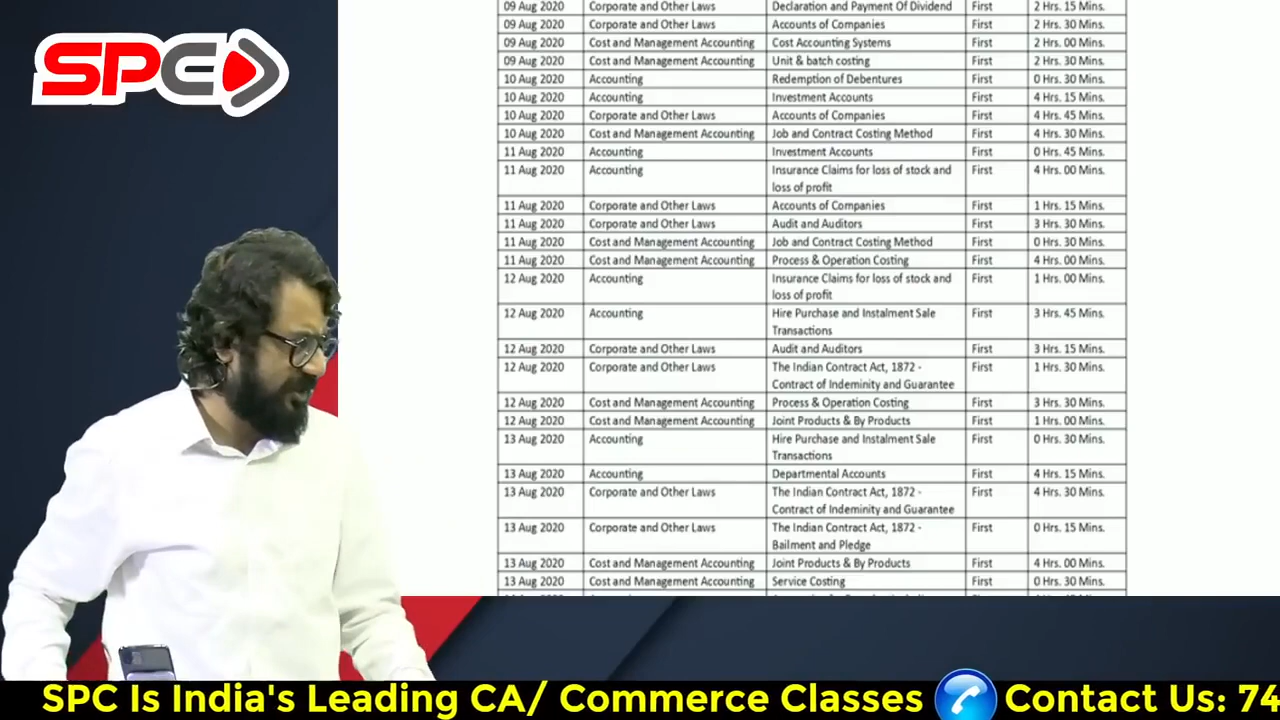 SPC
09 Aug 2020 Corporate and Other Laws Declaration and Payment Of Dividend First 2 Hrs. 15 Mins.
09 Aug 2020 Corporate and Other Laws Accounts of Companies First 2 Hrs. 30 Mins.
09 Aug 2020 Cost and Management Accounting Cost Accounting Systems First 2 Hrs. 00 Mins.
09 Aug 2020 Cost and Management Accounting Unit & batch costing First 2 Hrs. 30 Mins.
10 Aug 2020 Accounting Redemption of Debentures First 0 Hrs. 30 Mins.
10 Aug 2020 Accounting Investment Accounts First 4 Hrs. 15 Mins.
10 Aug 2020 Corporate and Other Laws Accounts of Companies First 4 Hrs. 45 Mins.
10 Aug 2020 Cost and Management Accounting Job and Contract Costing Method First 4 Hrs. 30 Mins.
11 Aug 2020 Accounting Investment Accounts First 0 Hrs. 45 Mins.
11 Aug 2020 Accounting Insurance Claims for loss of stock and First 4 Hrs. 00 Mins.
loss of profit
11 Aug 2020 Corporate and Other Laws Accounts of Companies First 1 Hrs. 15 Mins.
11 Aug 2020 Corporate and Other Laws Audit and Auditors First 3 Hrs. 30 Mins.
11 Aug 2020 Cost and Management Accounting Job and Contract Costing Method First 0 Hrs. 30 Mins.
11 Aug 2020 Cost and Management Accounting Process & Operation Costing First 4 Hrs. 00 Mins.
12 Aug 2020 Accounting Insurance Claims for loss of stock and First 1 Hrs. 00 Mins.
loss of profit
12 Aug 2020 Accounting Hire Purchase and Instalment Sale First 3 Hrs. 45 Mins.
Transactions
12 Aug 2020 Corporate and Other Laws Audit and Auditors First 3 Hrs. 15 Mins.
12 Aug 2020 Corporate and Other Laws The Indian Contract Act, 1872 - First 1 Hrs. 30 Mins.
Contract of Indeminity and Guarantee
12 Aug 2020 Cost and Management Accounting Process & Operation Costing First 3 Hrs. 30 Mins.
12 Aug 2020 Cost and Management Accounting Joint Products & By Products First 1 Hrs. 00 Mins.
13 Aug 2020 Accounting Hire Purchase and Instalment Sale First 0 Hrs. 30 Mins.
Transactions
13 Aug 2020 Accounting Departmental Accounts First 4 Hrs. 15 Mins.
13 Aug 2020 Corporate and Other Laws The Indian Contract Act, 1872 - First 4 Hrs. 30 Mins.
Contract of Indeminity and Guarantee
13 Aug 2020 Corporate and Other Laws The Indian Contract Act, 1872 - First 0 Hrs. 15 Mins.
Bailment and Pledge
13 Aug 2020 Cost and Management Accounting Joint Products & By Products First 4 Hrs. 00 Mins.
13 Aug 2020 Cost and Management Accounting Service Costing First 0 Hrs. 30 Mins.
SPC Is India's Leading CA/ Commerce Classes Contact Us: 74